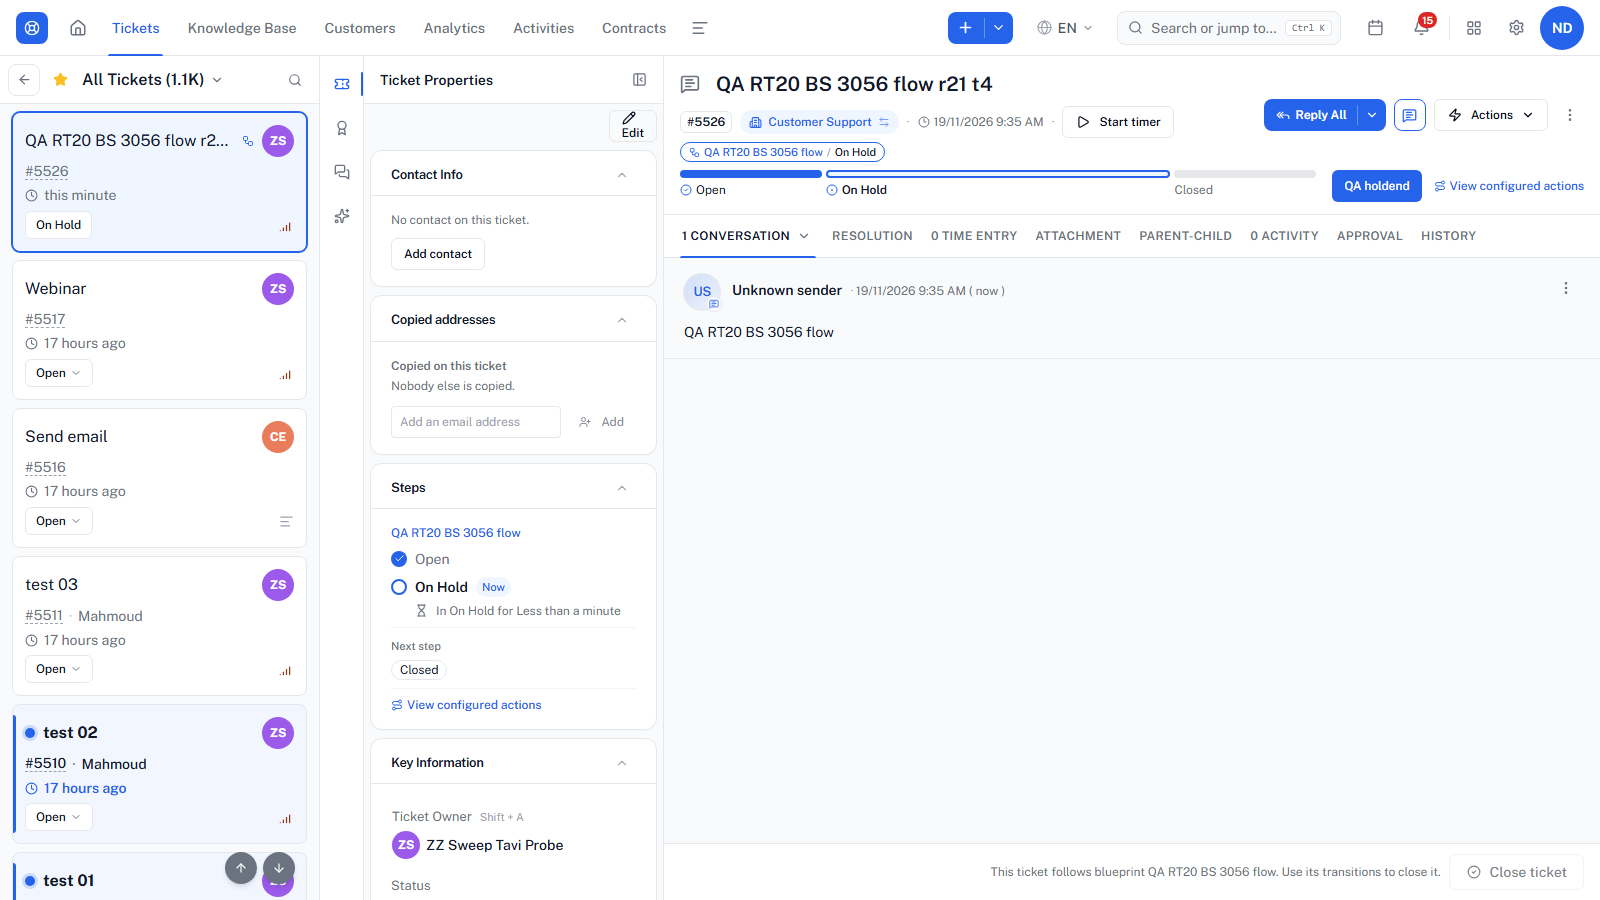 Tickets
Knowledge Base
Customers
Analytics
Activities
Contracts
EN
Search or jump to...
Ctrl K
15
ND
All Tickets (1.1K)
QA RT20 BS 3056 flow r2...
ZS
#5526
this minute
On Hold
Webinar
ZS
#5517
17 hours ago
Open
Send email
CE
#5516
17 hours ago
Open
test 03
ZS
#5511 · Mahmoud
17 hours ago
Open
test 02
ZS
#5510 · Mahmoud
17 hours ago
Open
test 01
Ticket Properties
Edit
Contact Info
No contact on this ticket.
Add contact
Copied addresses
Copied on this ticket
Nobody else is copied.
Add an email address
Add
Steps
QA RT20 BS 3056 flow
Open
On Hold Now
In On Hold for Less than a minute
Next step
Closed
View configured actions
Key Information
Ticket Owner Shift + A
ZS ZZ Sweep Tavi Probe
Status
QA RT20 BS 3056 flow r21 t4
#5526
Customer Support
· 19/11/2026 9:35 AM ·
Start timer
Reply All
Actions
QA RT20 BS 3056 flow / On Hold
Open
On Hold
Closed
QA holdend
View configured actions
1 CONVERSATION
RESOLUTION
0 TIME ENTRY
ATTACHMENT
PARENT-CHILD
0 ACTIVITY
APPROVAL
HISTORY
US
Unknown sender · 19/11/2026 9:35 AM ( now )
QA RT20 BS 3056 flow
This ticket follows blueprint QA RT20 BS 3056 flow. Use its transitions to close it.
Close ticket